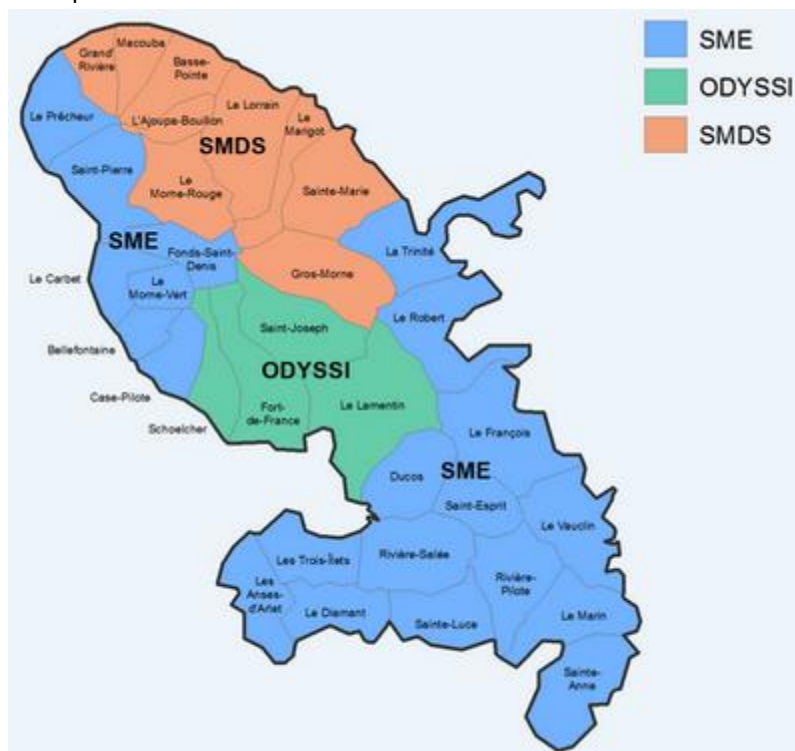 SME
ODYSSI
SMDS
Grand
Rivière
Macouba
Basse-
Pointe
Le Prêcheur
L'Ajoupa-Bouillon
Le Lorrain
Le
Marigot
SMDS
Saint-Pierre
Le
Morne-Rouge
Sainte-Marie
SME
Fonds-Saint-
Denis
La Trinité
Le Carbet
Le
Morne-Vert
Gros-Morne
Le Robert
Saint-Joseph
Bellefontaine
ODYSSI
Case-Pilote
Fort-
de-France
Le Lamentin
Schoelcher
Le François
Ducos
SME
Saint-Esprit
Le Vauclin
Les Trois-Îlets
Rivière-Salée
Les
Anses-
d'Arlet
Rivière-
Pilote
Le Diamant
Sainte-Luce
Le Marin
Sainte-
Anne